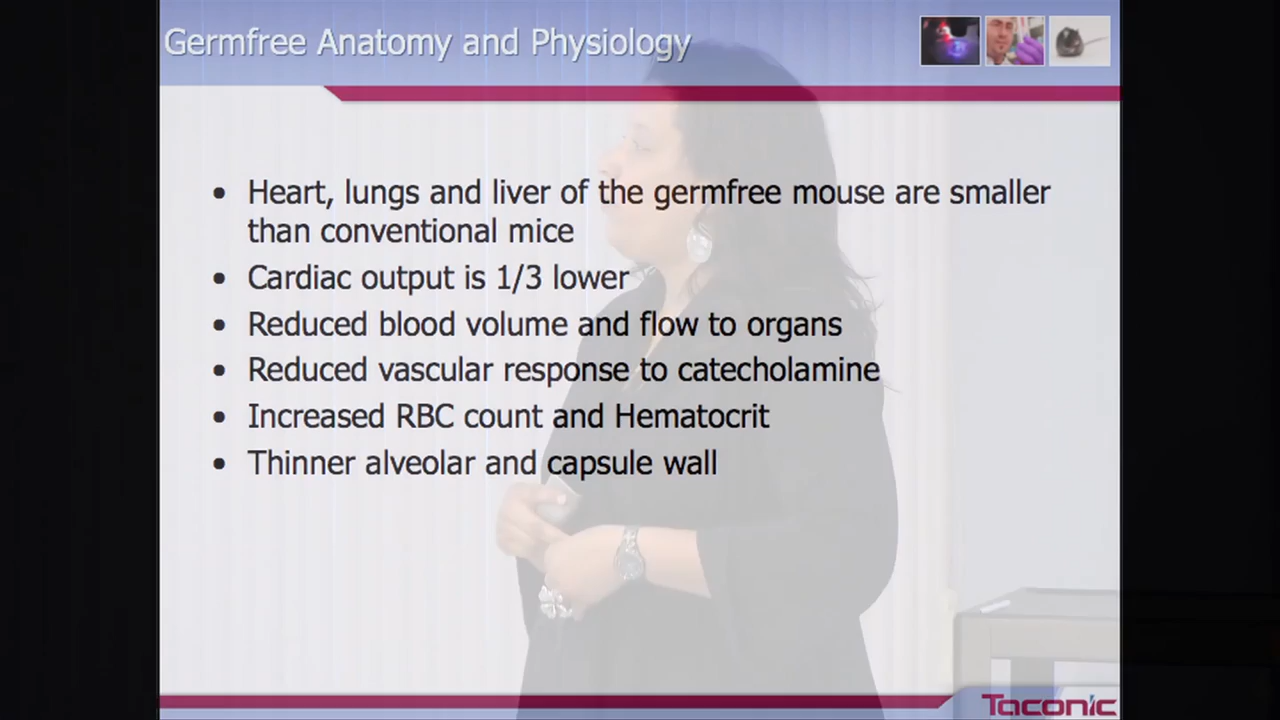 Germfree Anatomy and Physiology
• Heart, lungs and liver of the germfree mouse are smaller
than conventional mice
• Cardiac output is 1/3 lower
• Reduced blood volume and flow to organs
• Reduced vascular response to catecholamine
• Increased RBC count and Hematocrit
• Thinner alveolar and capsule wall
Taconic